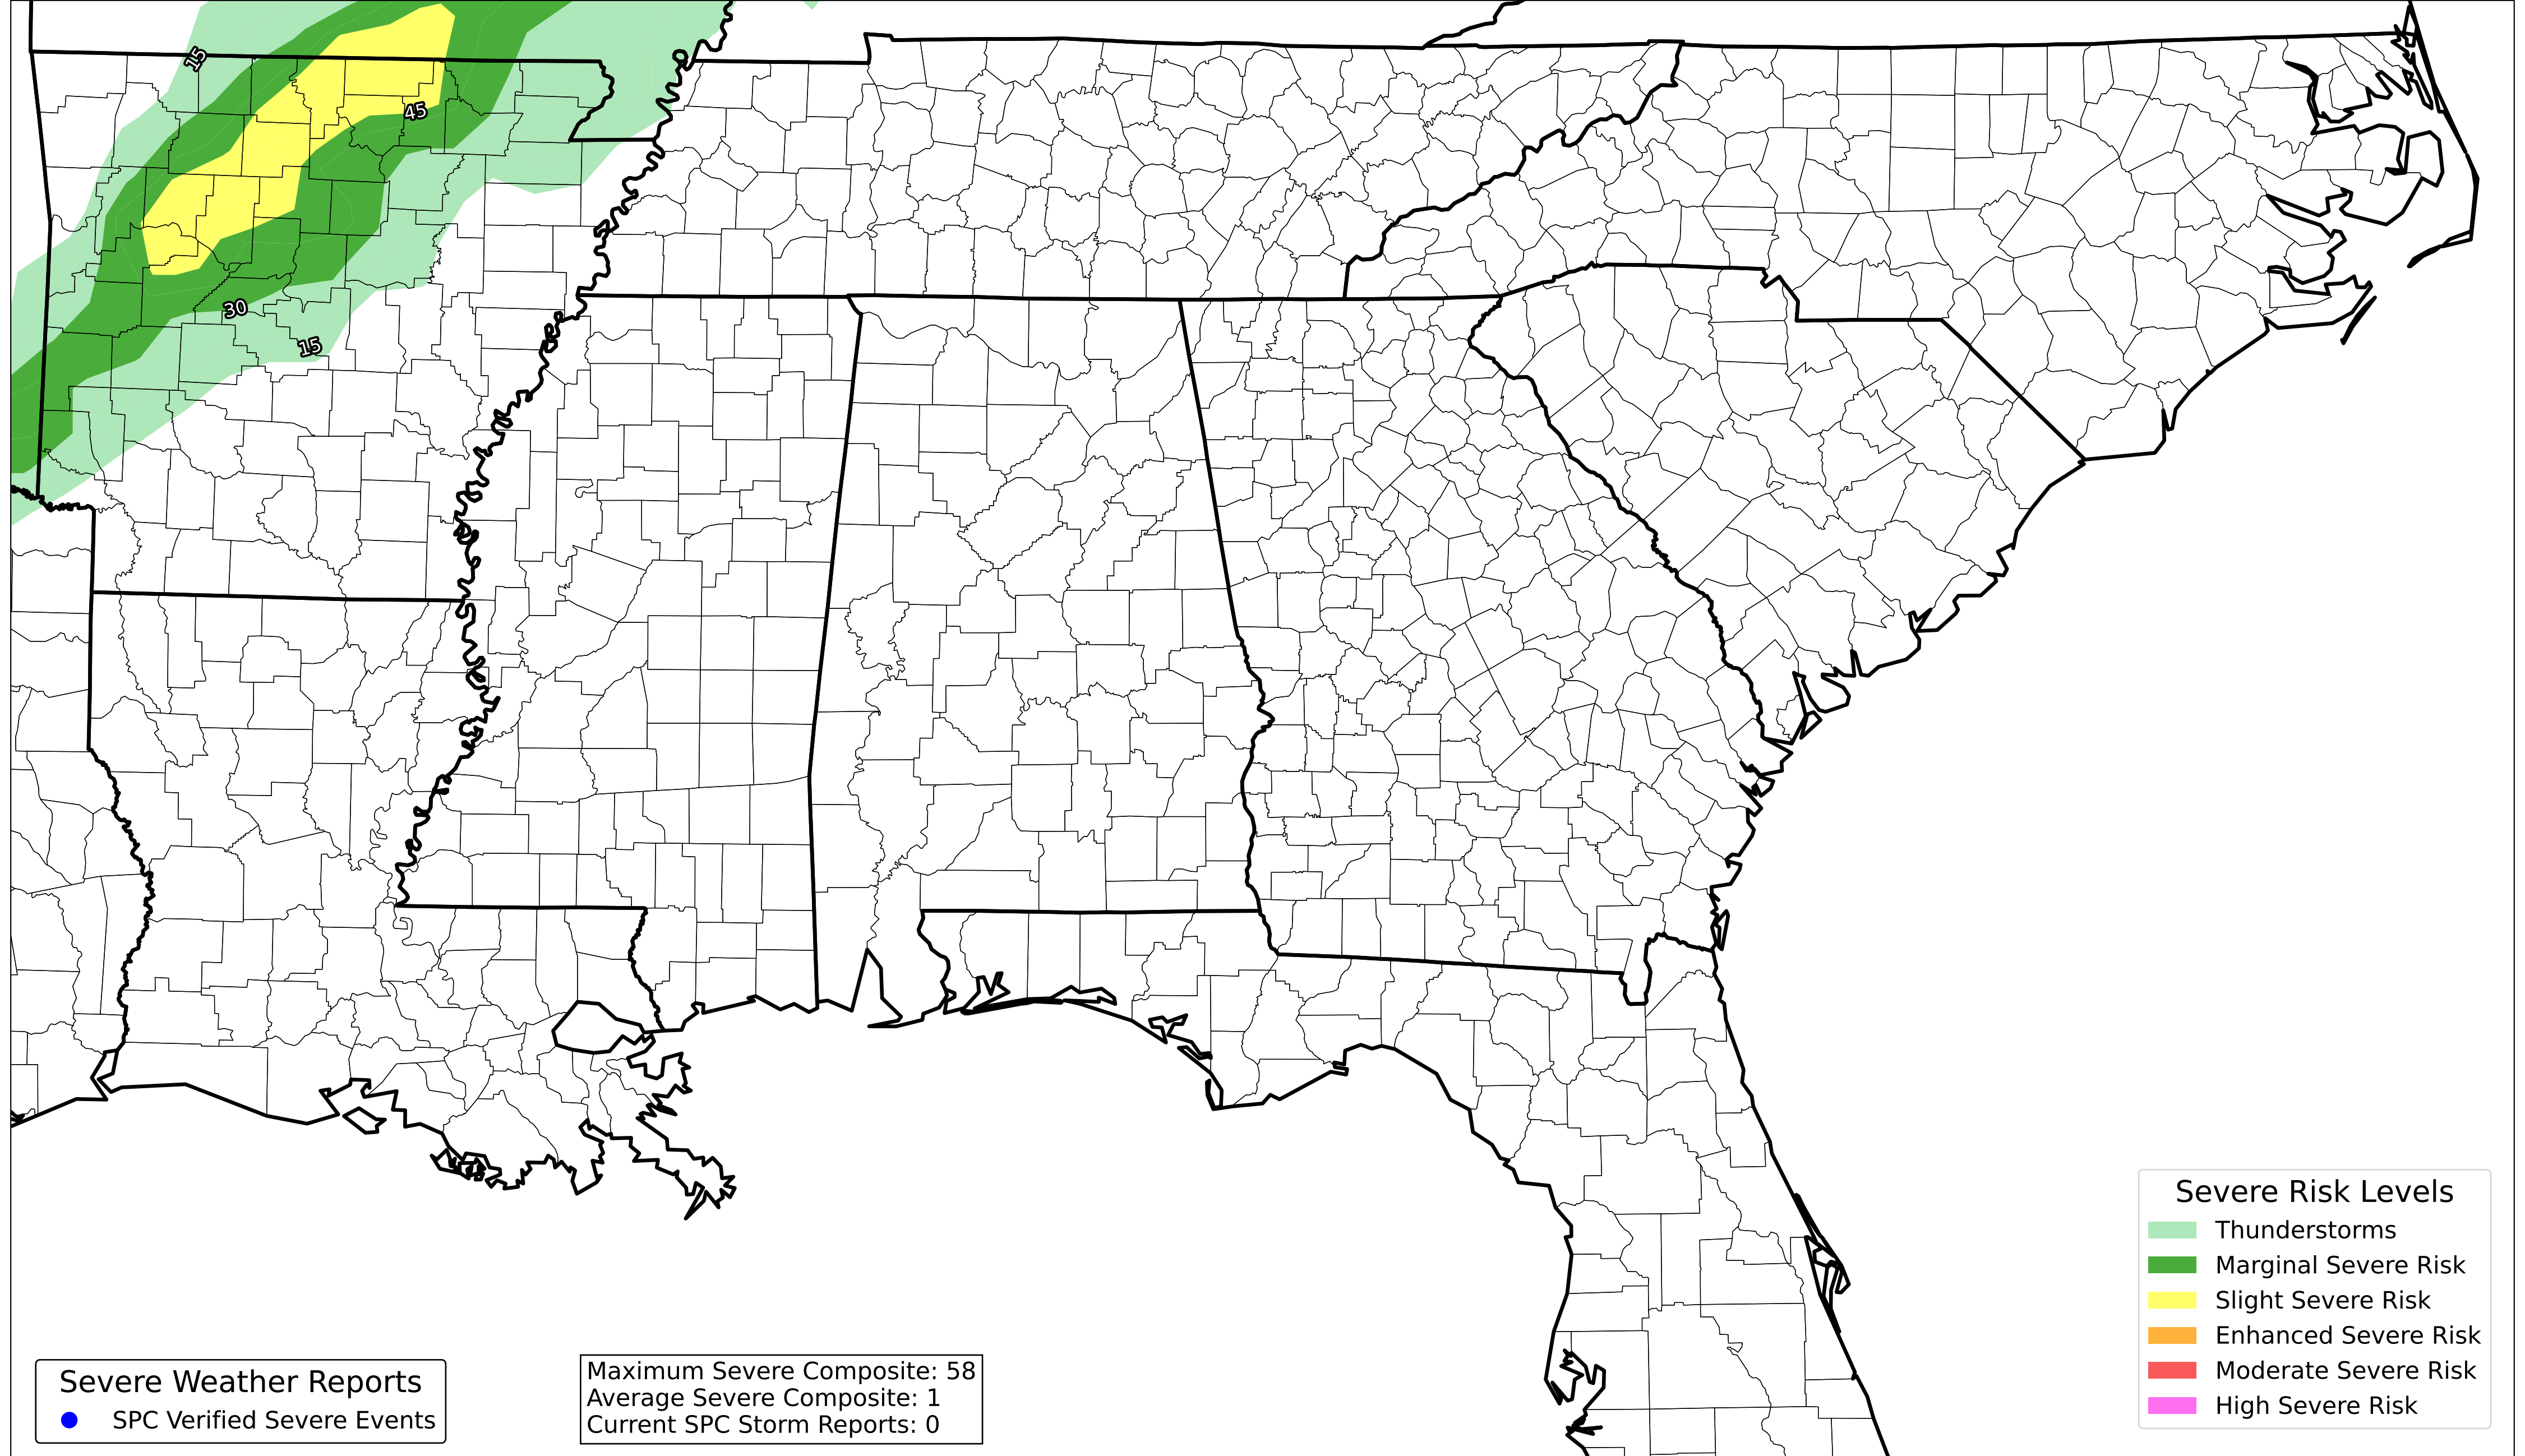 15
45
30
15
Severe Risk Levels
Thunderstorms
Marginal Severe Risk
Slight Severe Risk
Enhanced Severe Risk
Moderate Severe Risk
High Severe Risk
Severe Weather Reports
SPC Verified Severe Events
Maximum Severe Composite: 58
Average Severe Composite: 1
Current SPC Storm Reports: 0